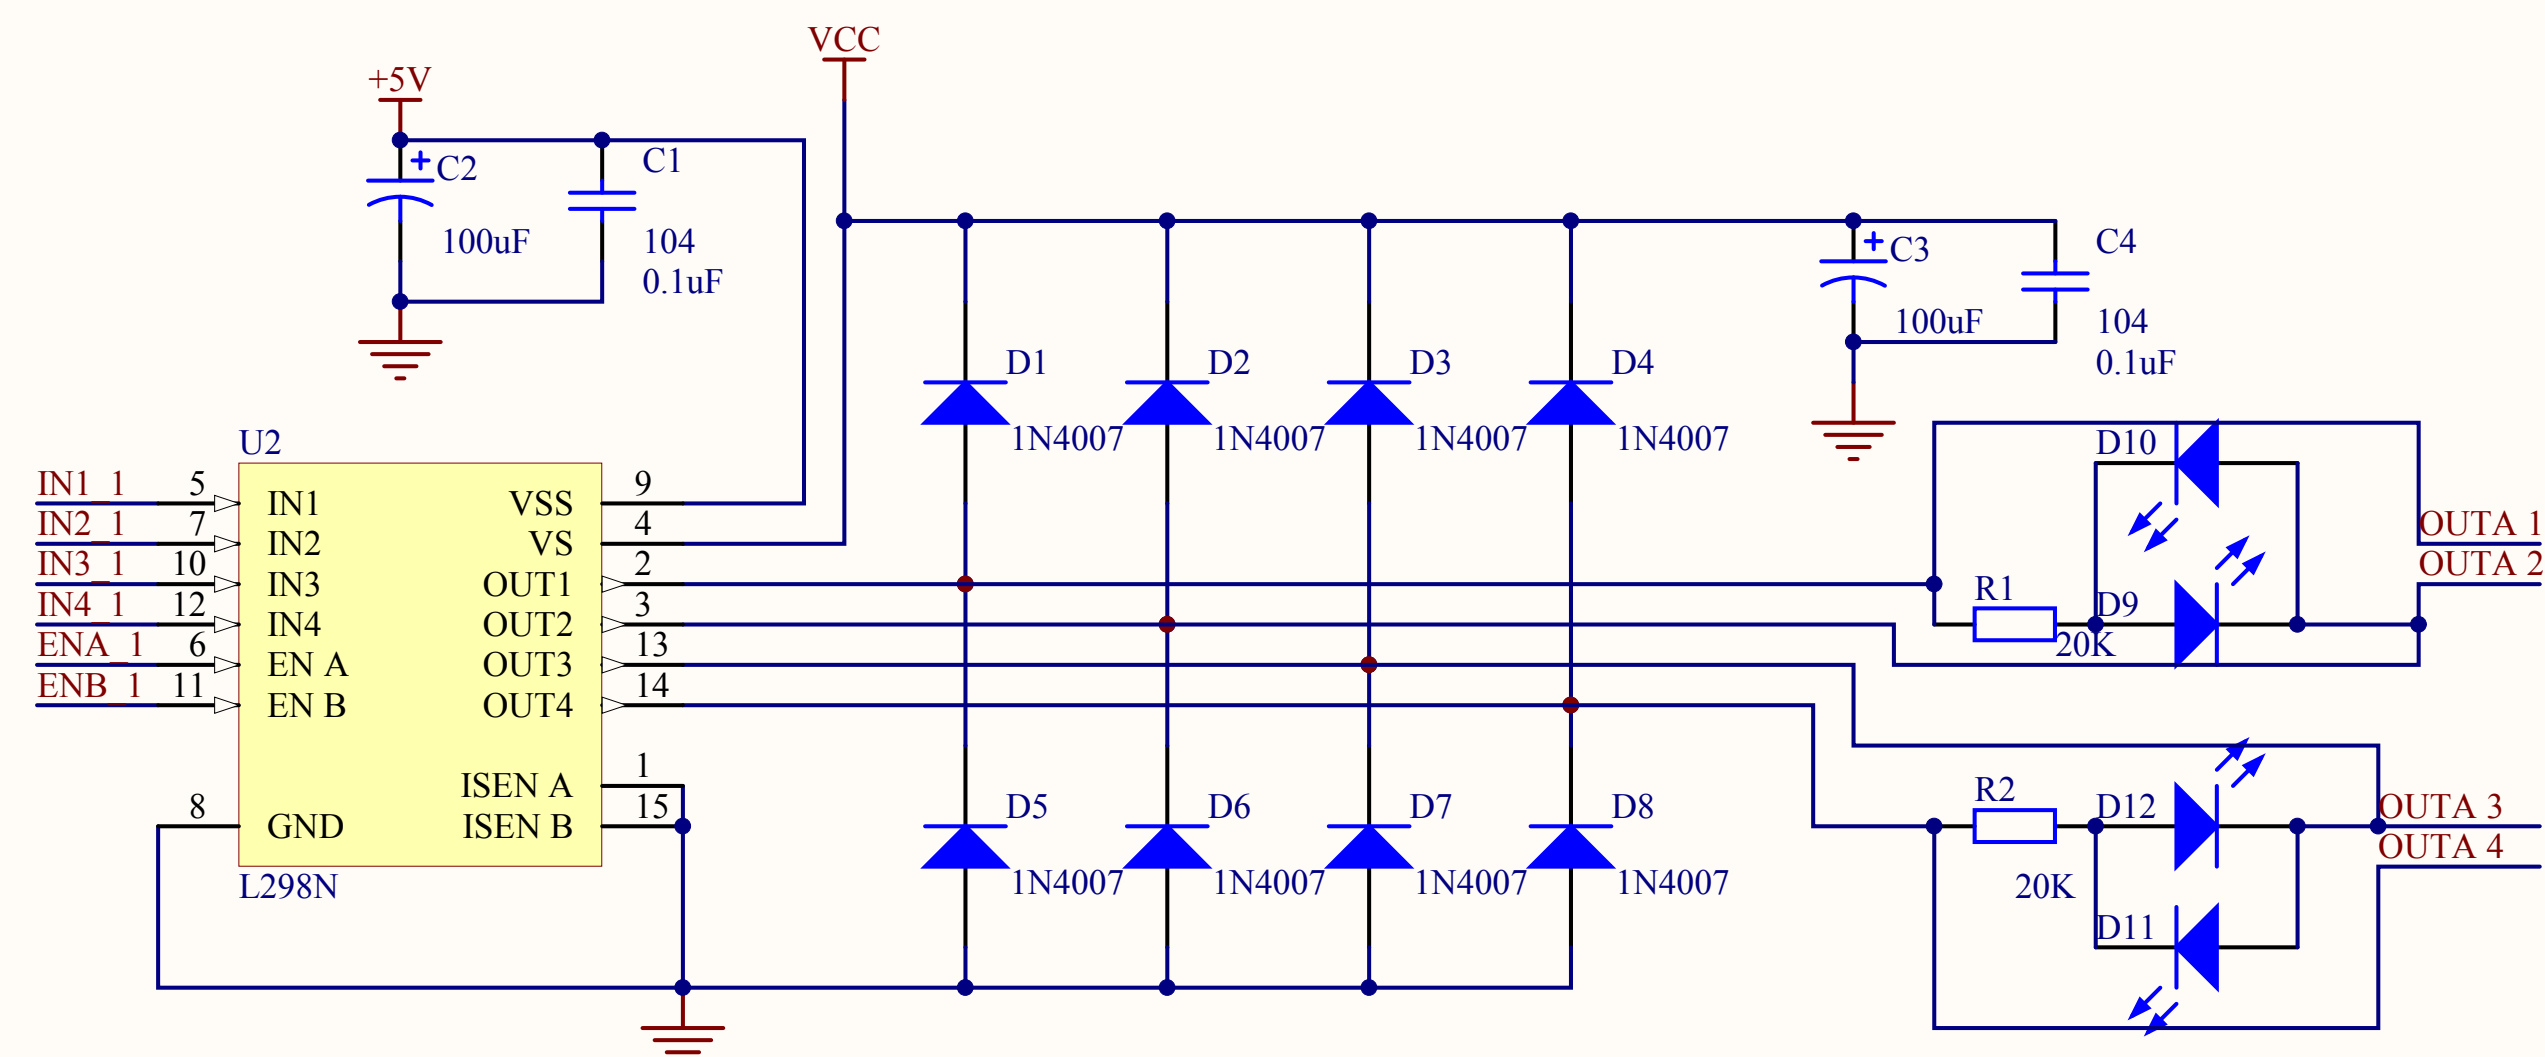 VCC
+5V
C2
100uF
C1
104
0.1uF
C3
100uF
C4
104
0.1uF
D1
1N4007
D2
1N4007
D3
1N4007
D4
1N4007
U2
IN1_1
5
IN1
IN2_1
7
IN2
IN3_1
10
IN3
IN4_1
12
IN4
ENA_1
6
EN A
ENB_1
11
EN B
8
GND
VSS
9
VS
4
OUT1
2
OUT2
3
OUT3
13
OUT4
14
ISEN A
1
ISEN B
15
L298N
D10
OUTA 1
OUTA 2
R1
20K
D9
D5
1N4007
D6
1N4007
D7
1N4007
D8
1N4007
R2
20K
D12
OUTA 3
OUTA 4
D11